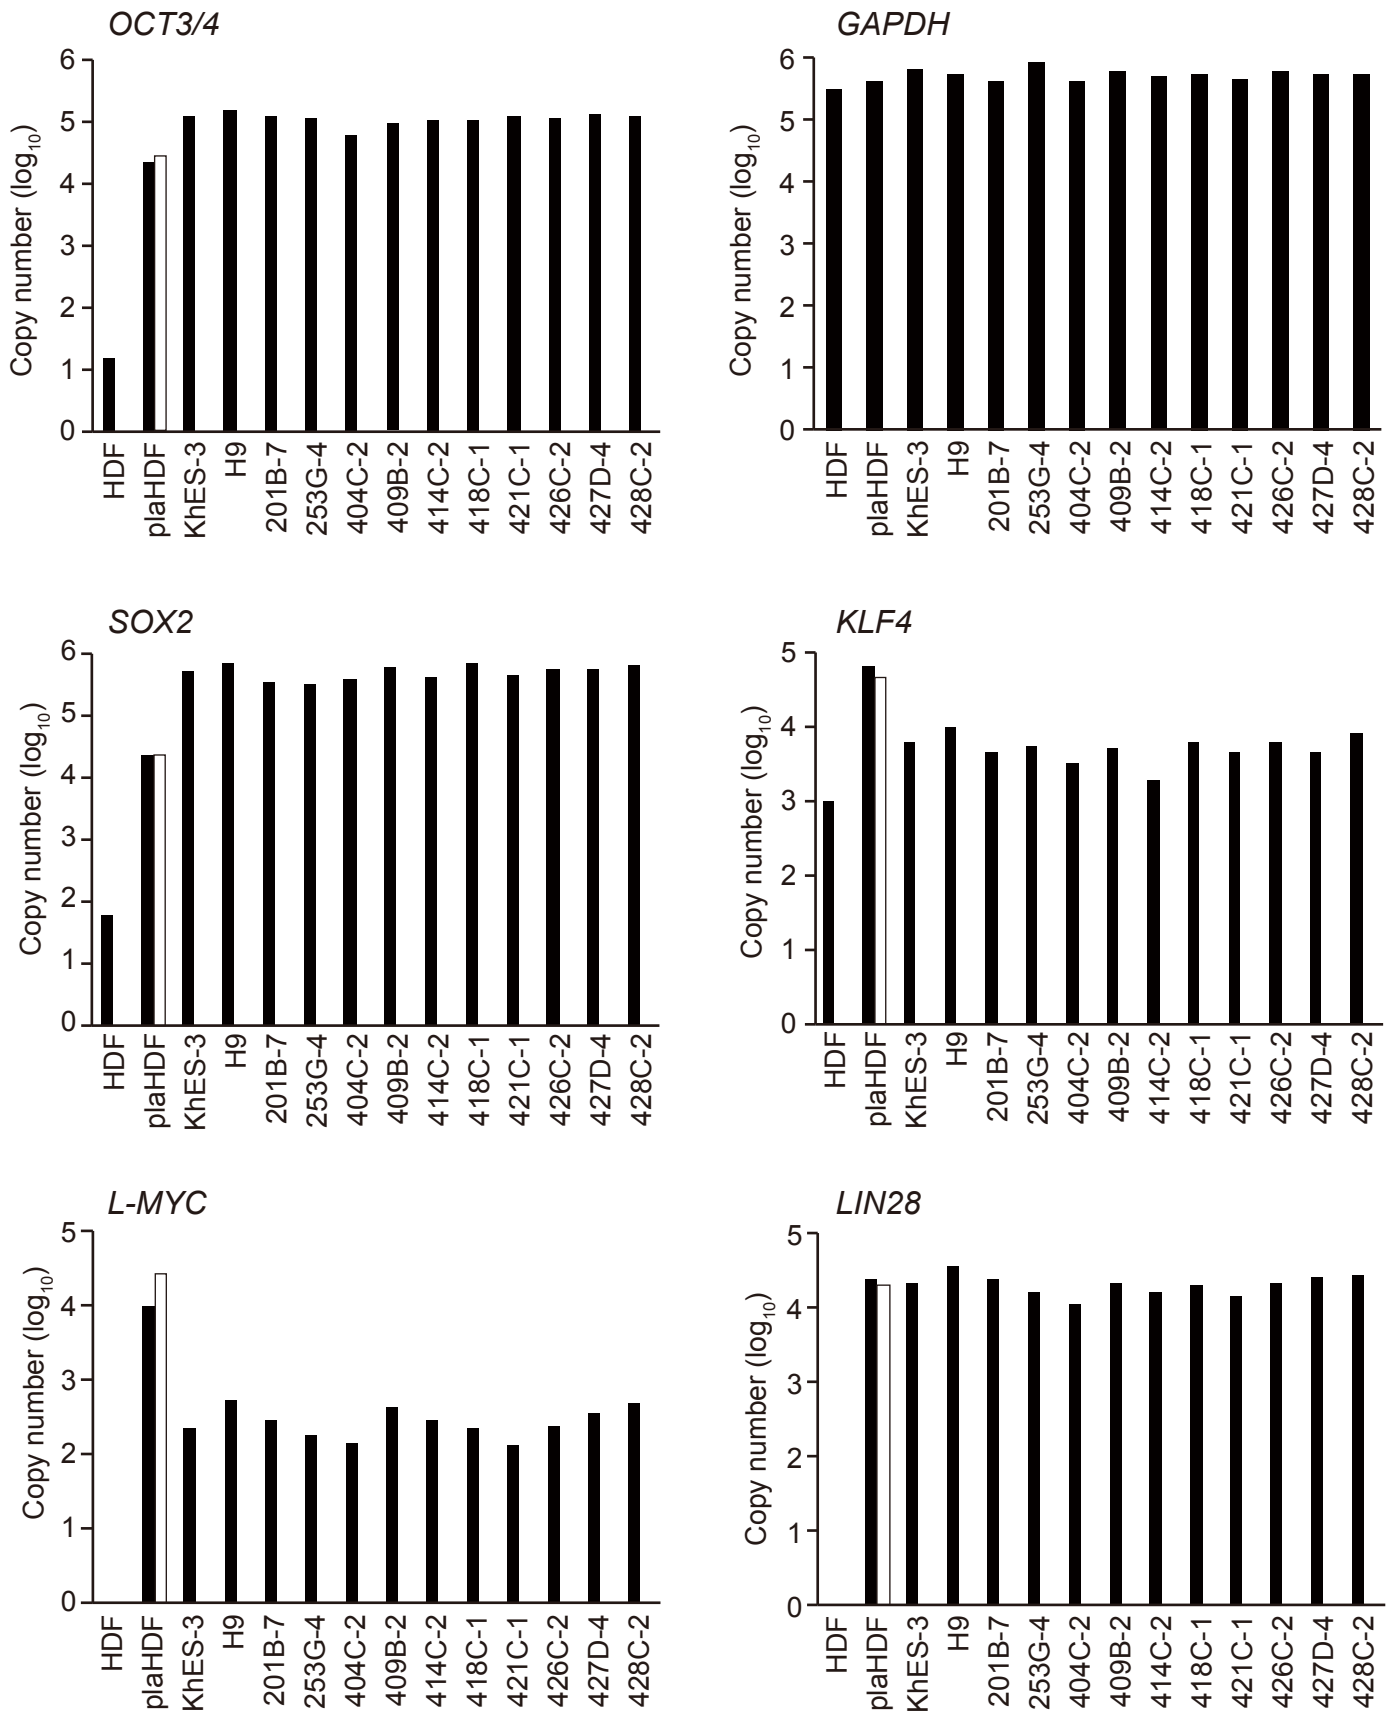 OCT3/4
Copy number (log10)
6
5
4
3
2
1
0
HDF
plaHDF
KhES-3
H9
201B-7
253G-4
404C-2
409B-2
414C-2
418C-1
421C-1
426C-2
427D-4
428C-2
GAPDH
Copy number (log10)
6
5
4
3
2
1
0
HDF
plaHDF
KhES-3
H9
201B-7
253G-4
404C-2
409B-2
414C-2
418C-1
421C-1
426C-2
427D-4
428C-2
SOX2
Copy number (log10)
6
5
4
3
2
1
0
HDF
plaHDF
KhES-3
H9
201B-7
253G-4
404C-2
409B-2
414C-2
418C-1
421C-1
426C-2
427D-4
428C-2
KLF4
Copy number (log10)
5
4
3
2
1
0
HDF
plaHDF
KhES-3
H9
201B-7
253G-4
404C-2
409B-2
414C-2
418C-1
421C-1
426C-2
427D-4
428C-2
L-MYC
Copy number (log10)
5
4
3
2
1
0
HDF
plaHDF
KhES-3
H9
201B-7
253G-4
404C-2
409B-2
414C-2
418C-1
421C-1
426C-2
427D-4
428C-2
LIN28
Copy number (log10)
5
4
3
2
1
0
HDF
plaHDF
KhES-3
H9
201B-7
253G-4
404C-2
409B-2
414C-2
418C-1
421C-1
426C-2
427D-4
428C-2